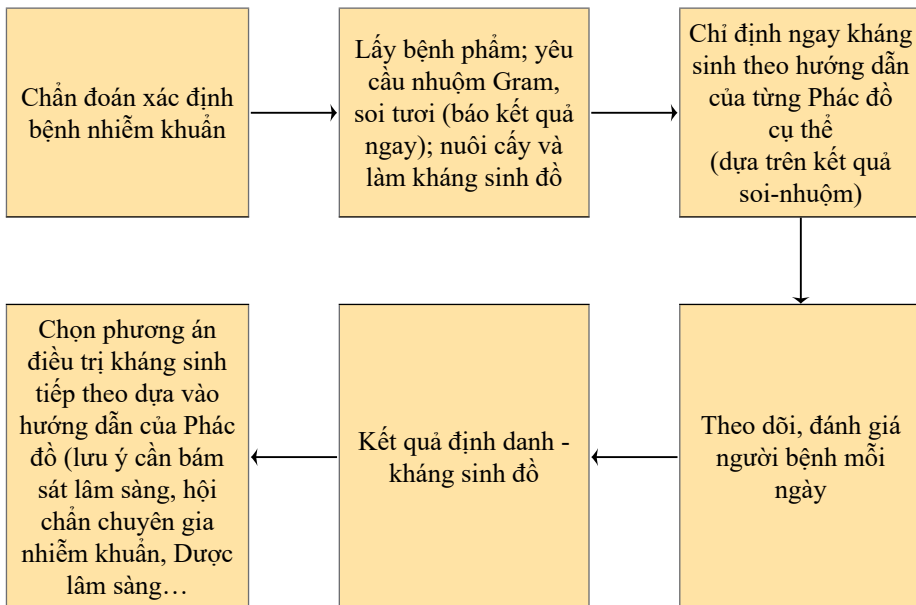 Chẩn đoán xác định
bệnh nhiễm khuẩn
Lấy bệnh phẩm; yêu
cầu nhuộm Gram,
soi tươi (báo kết quả
ngay); nuôi cấy và
làm kháng sinh đồ
Chỉ định ngay kháng
sinh theo hướng dẫn
của từng Phác đồ
cụ thể
(dựa trên kết quả
soi-nhuộm)
Theo dõi, đánh giá
người bệnh mỗi
ngày
Kết quả định danh -
kháng sinh đồ
Chọn phương án
điều trị kháng sinh
tiếp theo dựa vào
hướng dẫn của Phác
đồ (lưu ý cần bám
sát lâm sàng, hội
chẩn chuyên gia
nhiễm khuẩn, Dược
lâm sàng…